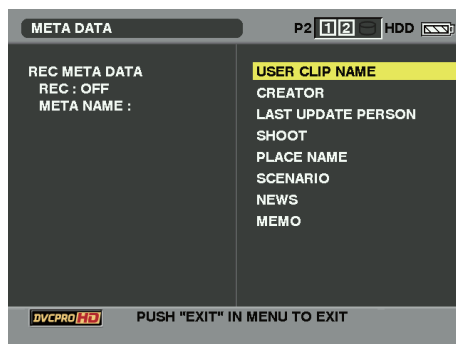 META DATA
P2 1 2 HDD
REC META DATA
REC : OFF
META NAME :
USER CLIP NAME
CREATOR
LAST UPDATE PERSON
SHOOT
PLACE NAME
SCENARIO
NEWS
MEMO
DVCPRO HD
PUSH "EXIT" IN MENU TO EXIT